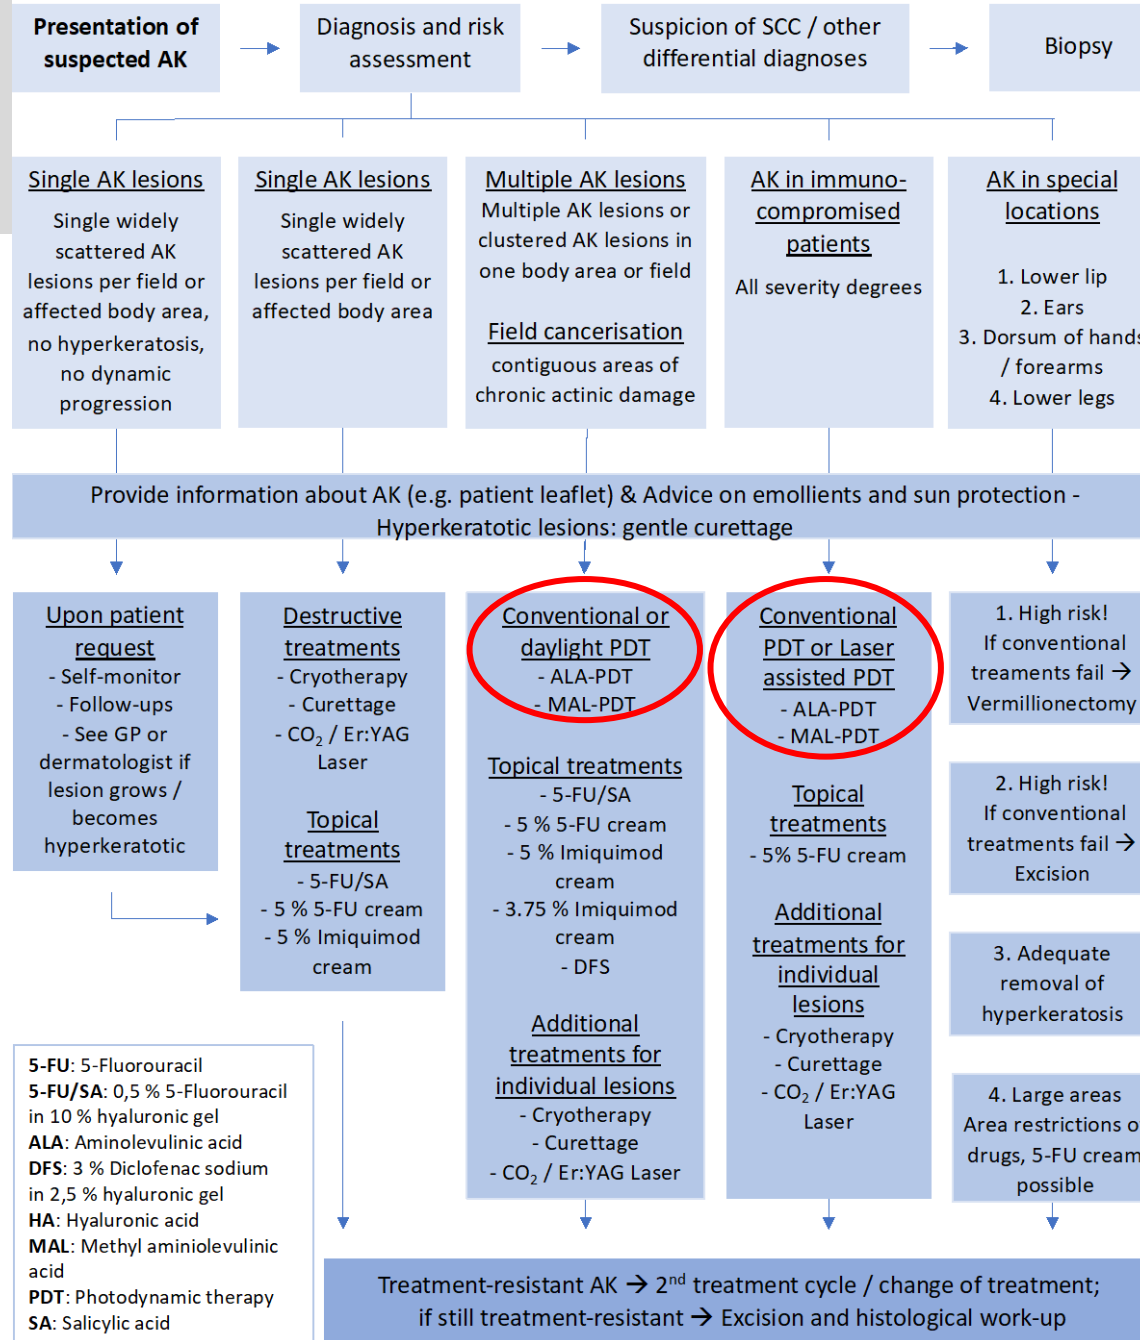 Presentation of
suspected AK
Diagnosis and risk
assessment
Suspicion of SCC / other
differential diagnoses
Biopsy
Single AK lesions
Single widely
scattered AK
lesions per field or
affected body area,
no hyperkeratosis,
no dynamic
progression
Single AK lesions
Single widely
scattered AK
lesions per field or
affected body area
Multiple AK lesions
Multiple AK lesions or
clustered AK lesions in
one body area or field
Field cancerisation
contiguous areas of
chronic actinic damage
AK in immuno-
compromised
patients
All severity degrees
AK in special
locations
1. Lower lip
2. Ears
3. Dorsum of hands
/ forearms
4. Lower legs
Provide information about AK (e.g. patient leaflet) & Advice on emollients and sun protection -
Hyperkeratotic lesions: gentle curettage
Upon patient
request
- Self-monitor
- Follow-ups
- See GP or
dermatologist if
lesion grows /
becomes
hyperkeratotic
Destructive
treatments
- Cryotherapy
- Curettage
- CO₂ / Er:YAG
Laser
Topical
treatments
- 5-FU/SA
- 5 % 5-FU cream
- 5 % Imiquimod
cream
Conventional or
daylight PDT
- ALA-PDT
- MAL-PDT
Topical treatments
- 5-FU/SA
- 5 % 5-FU cream
- 5 % Imiquimod
cream
- 3.75 % Imiquimod
cream
- DFS
Additional
treatments for
individual lesions
- Cryotherapy
- Curettage
- CO₂ / Er:YAG Laser
Conventional
PDT or Laser
assisted PDT
- ALA-PDT
- MAL-PDT
Topical
treatments
- 5% 5-FU cream
Additional
treatments for
individual
lesions
- Cryotherapy
- Curettage
- CO₂ / Er:YAG
Laser
1. High risk!
If conventional
treaments fail →
Vermillionectomy
2. High risk!
If conventional
treatments fail →
Excision
3. Adequate
removal of
hyperkeratosis
4. Large areas
Area restrictions
drugs, 5-FU cream
possible
5-FU: 5-Fluorouracil
5-FU/SA: 0,5 % 5-Fluorouracil
in 10 % hyaluronic gel
ALA: Aminolevulinic acid
DFS: 3 % Diclofenac sodium
in 2,5 % hyaluronic gel
HA: Hyaluronic acid
MAL: Methyl aminiolevulinic
acid
PDT: Photodynamic therapy
SA: Salicylic acid
Treatment-resistant AK → 2nd treatment cycle / change of treatment;
if still treatment-resistant → Excision and histological work-up